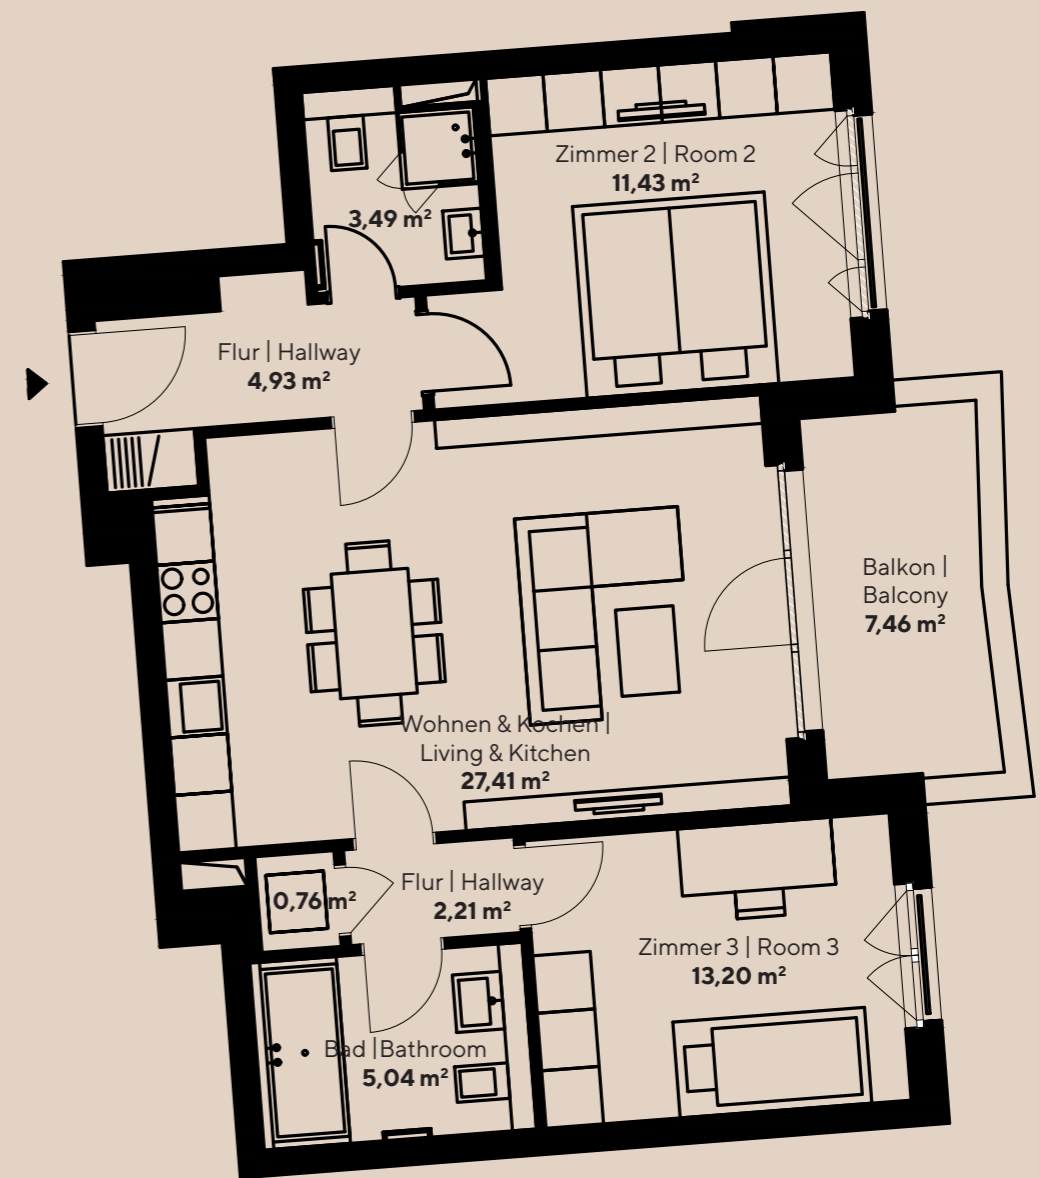 Zimmer 2 | Room 2
11,43 m²
3,49 m²
Flur | Hallway
4,93 m²
Balkon |
Balcony
7,46 m²
Wohnen & Kochen |
Living & Kitchen
27,41 m²
0,76 m²
Flur | Hallway
2,21 m²
Zimmer 3 | Room 3
13,20 m²
Bad |Bathroom
5,04 m²